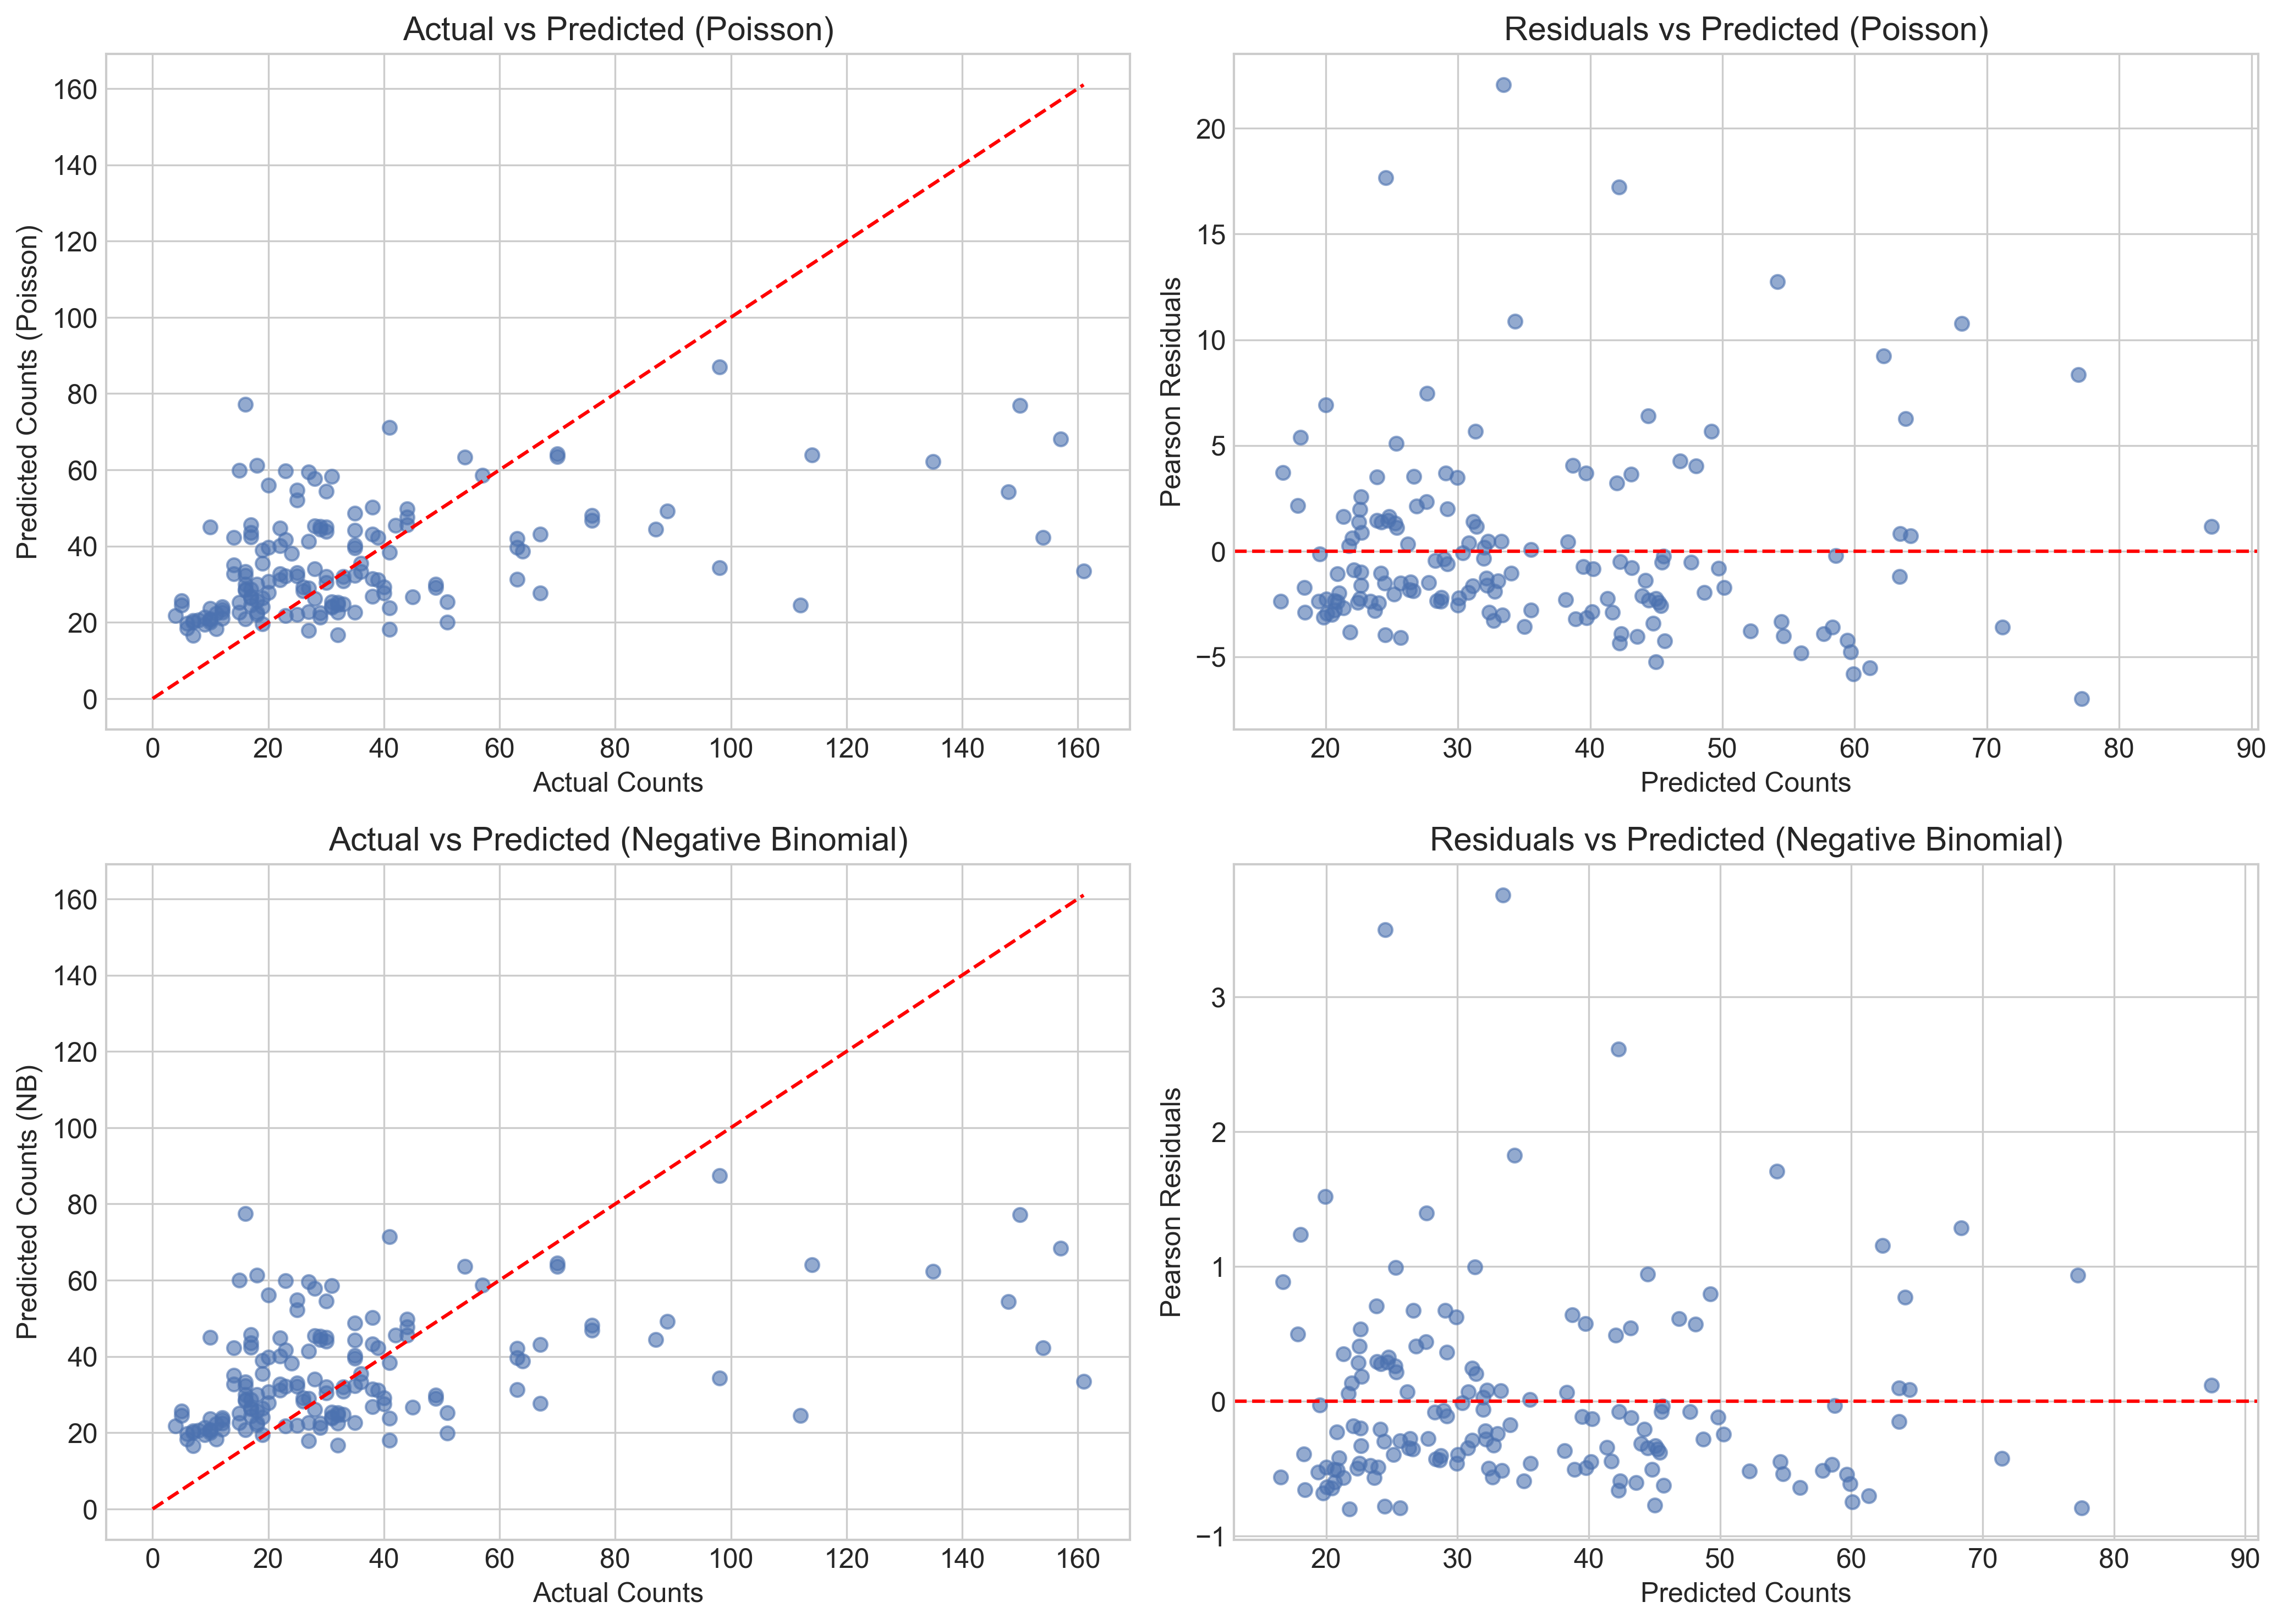 Actual vs Predicted (Poisson)
Predicted Counts (Poisson)
160
140
120
100
80
60
40
20
0
0 20 40 60 80 100 120 140 160
Actual Counts
Residuals vs Predicted (Poisson)
Pearson Residuals
20
15
10
5
0
−5
20 30 40 50 60 70 80 90
Predicted Counts
Actual vs Predicted (Negative Binomial)
Predicted Counts (NB)
160
140
120
100
80
60
40
20
0
0 20 40 60 80 100 120 140 160
Actual Counts
Residuals vs Predicted (Negative Binomial)
Pearson Residuals
3
2
1
0
−1
20 30 40 50 60 70 80 90
Predicted Counts